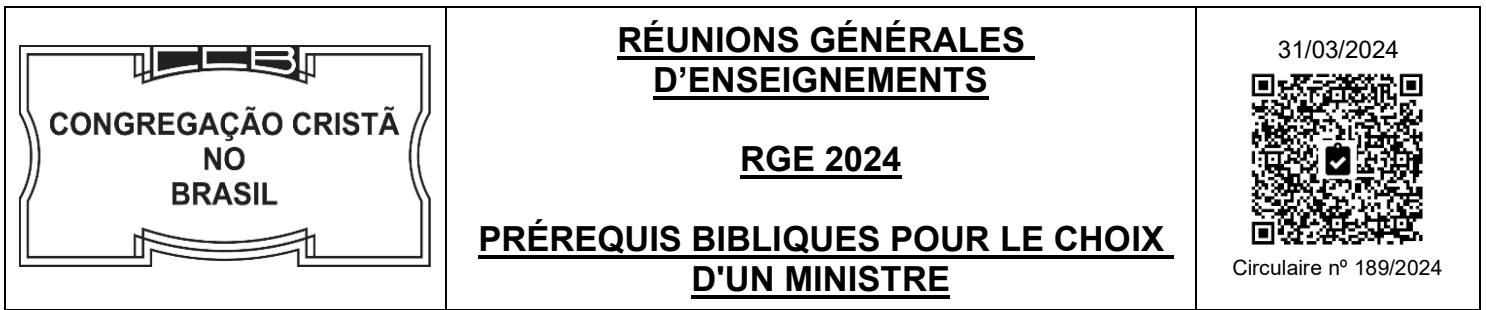 CCB
CONGREGAÇÃO CRISTÃ
NO
BRASIL
RÉUNIONS GÉNÉRALES
D’ENSEIGNEMENTS
RGE 2024
PRÉREQUIS BIBLIQUES POUR LE CHOIX
D'UN MINISTRE
31/03/2024
Circulaire nº 189/2024